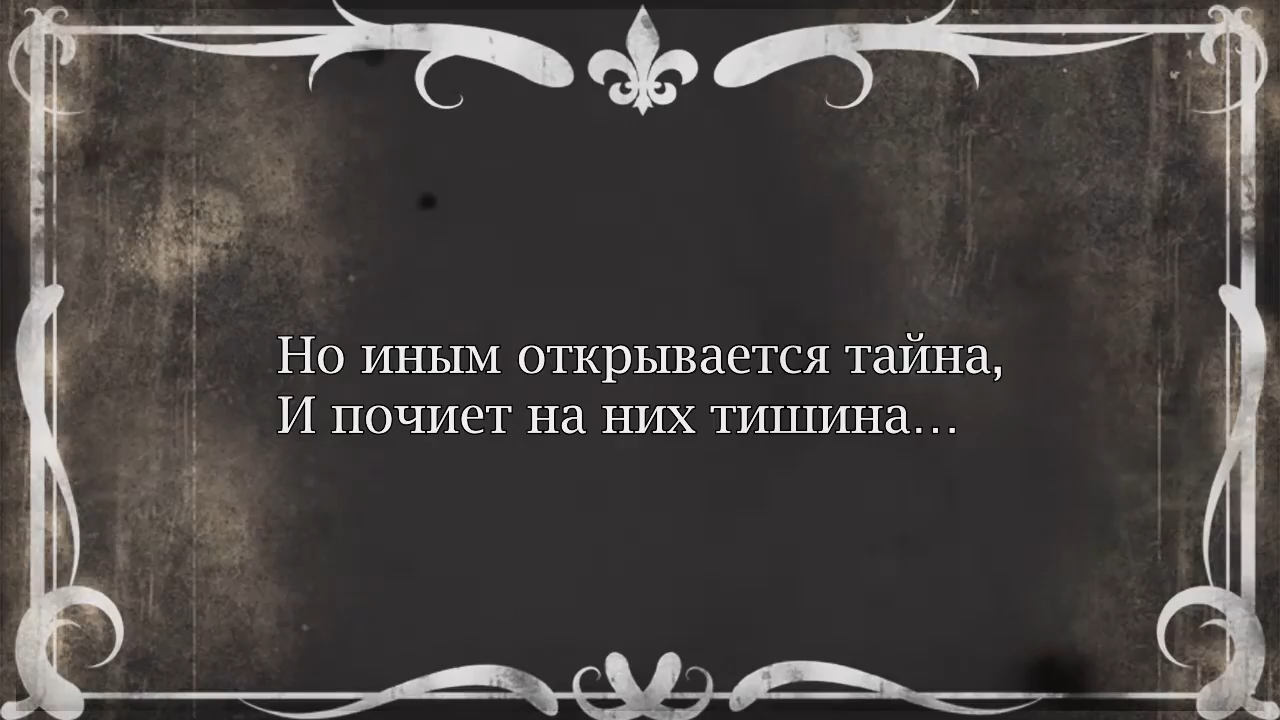 Но иным открывается тайна,
И почиет на них тишина...